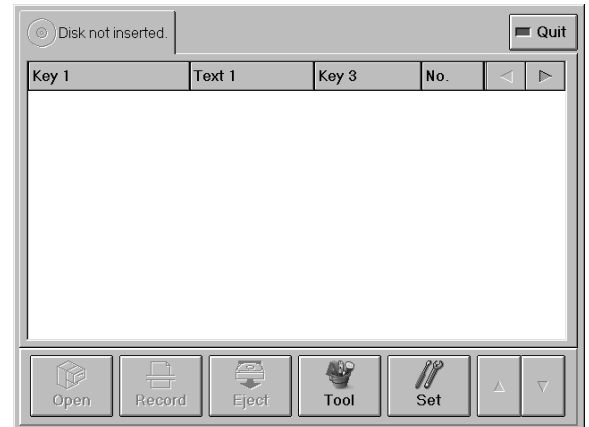 Disk not inserted.
Quit
Key 1 Text 1 Key 3 No.
Open Record Eject Tool Set